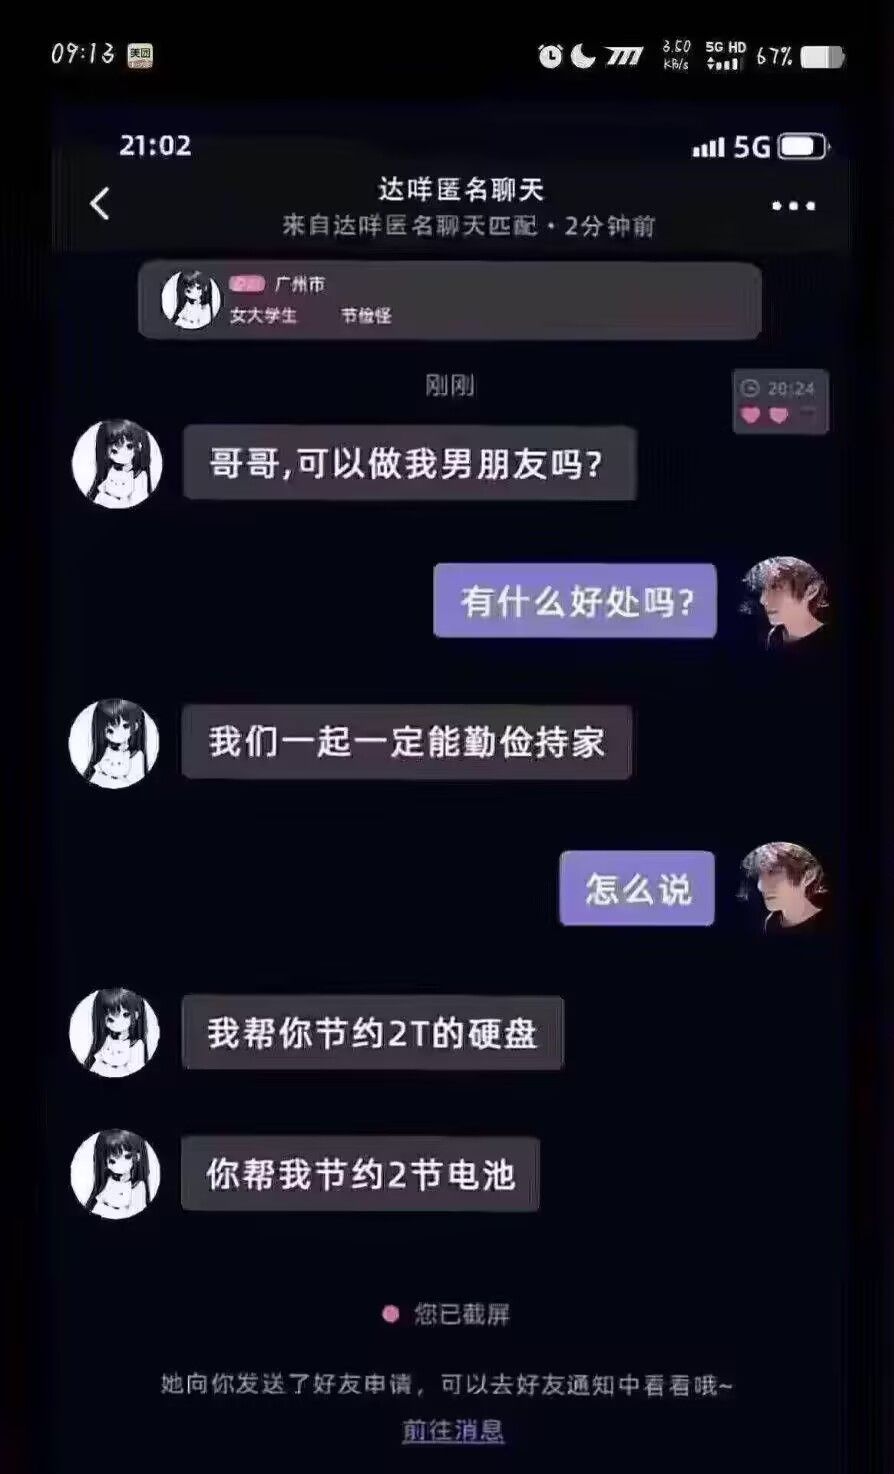 09:13
美团
3.50
KB/s
5G HD
67%
21:02
5G
达咩匿名聊天
来自达咩匿名聊天匹配·2分钟前
广州市
女大学生 节俭怪
刚刚
20:24
哥哥,可以做我男朋友吗?
有什么好处吗?
我们一起一定能勤俭持家
怎么说
我帮你节约2T的硬盘
你帮我节约2节电池
您已截屏
她向你发送了好友申请，可以去好友通知中看看哦~
前往消息